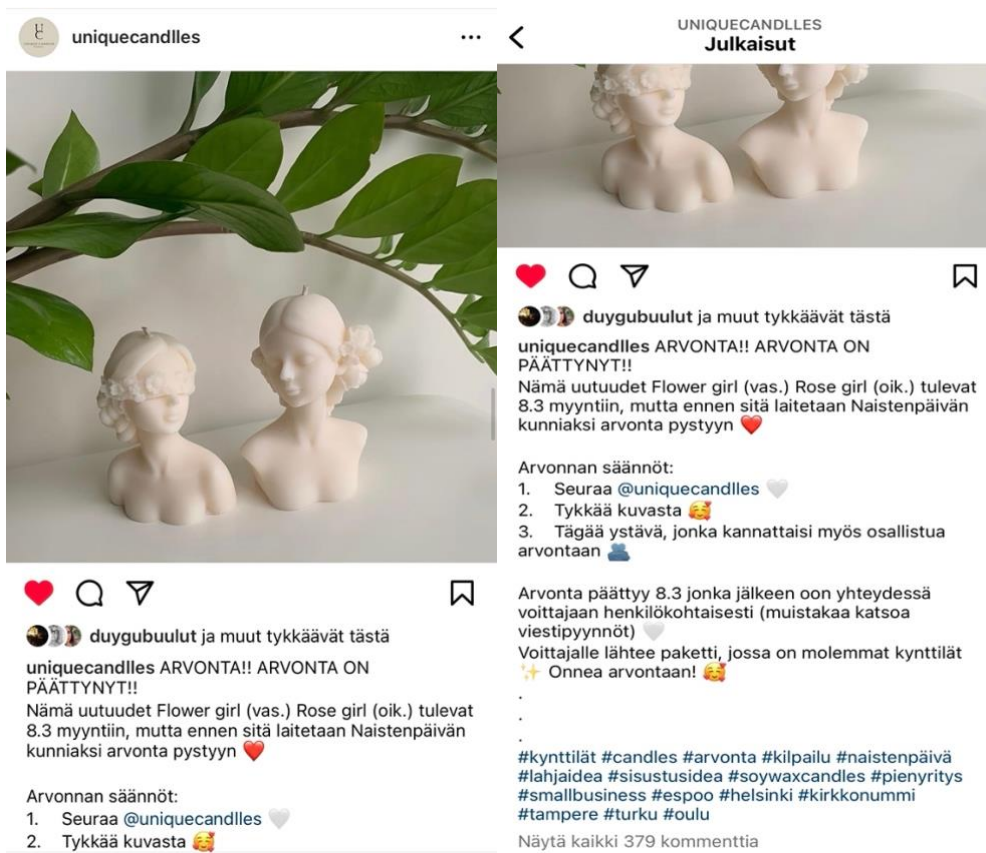 UC
uniquecandlles
duygubuulut ja muut tykkäävät tästä
uniquecandlles ARVONTA!! ARVONTA ON
PÄÄTTYNYT!!
Nämä uutuudet Flower girl (vas.) Rose girl (oik.) tulevat
8.3 myyntiin, mutta ennen sitä laitetaan Naistenpäivän
kunniaksi arvonta pystyyn ❤️
Arvonnan säännöt:
1. Seuraa @uniquecandlles 🤍
2. Tykkää kuvasta 🥰
UNIQUECANDLLES
Julkaisut
duygubuulut ja muut tykkäävät tästä
uniquecandlles ARVONTA!! ARVONTA ON
PÄÄTTYNYT!!
Nämä uutuudet Flower girl (vas.) Rose girl (oik.) tulevat
8.3 myyntiin, mutta ennen sitä laitetaan Naistenpäivän
kunniaksi arvonta pystyyn ❤️
Arvonnan säännöt:
1. Seuraa @uniquecandlles 🤍
2. Tykkää kuvasta 🥰
3. Tägää ystävä, jonka kannattaisi myös osallistua
arvontaan 🫂
Arvonta päättyy 8.3 jonka jälkeen oon yhteydessä
voittajaan henkilökohtaisesti (muistakaa katsoa
viestipyynnöt) 🤍
Voittajalle lähtee paketti, jossa on molemmat kynttilät
✨ Onnea arvontaan! 🥰
.
.
.
#kynttilät #candles #arvonta #kilpailu #naistenpäivä
#lahjaidea #sisustusidea #soywaxcandles #pienyritys
#smallbusiness #espoo #helsinki #kirkkonummi
#tampere #turku #oulu
Näytä kaikki 379 kommenttia